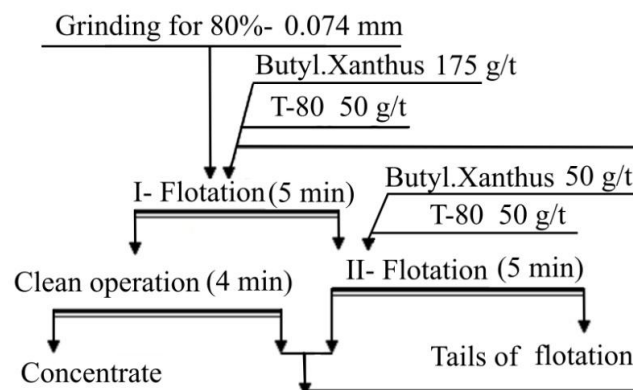 Grinding for 80%- 0.074 mm
Butyl.Xanthus 175 g/t
T-80 50 g/t
I- Flotation (5 min)
Butyl.Xanthus 50 g/t
T-80 50 g/t
Clean operation (4 min)
II- Flotation (5 min)
Concentrate
Tails of flotation